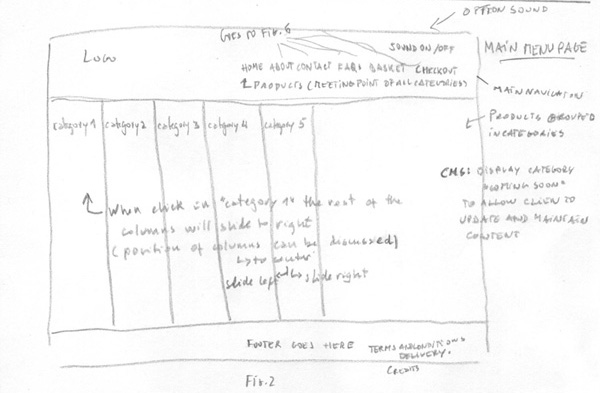 OPTION SOUND
GOES TO FIG. 6
LOGO
SOUND ON/OFF
MAIN MENU PAGE
HOME ABOUT CONTACT FAQS BASKET CHECKOUT
PRODUCTS (MEETING POINT OF ALL CATEGORIES)
MAIN NAVIGATION
category 1 category 2 category 3 category 4 category 5
PRODUCTS GROUPED
IN CATEGORIES
CMS: DISPLAY CATEGORY
"COMING SOON"
TO ALLOW CLIENT TO
UPDATE AND MAINTAIN
CONTENT
When click in "category 1" the rest of the
columns will slide to right
(position of columns can be discussed)
to center
slide left slide right
FOOTER GOES HERE TERMS AND CONDITIONS
DELIVERY.
CREDITS
Fig. 2